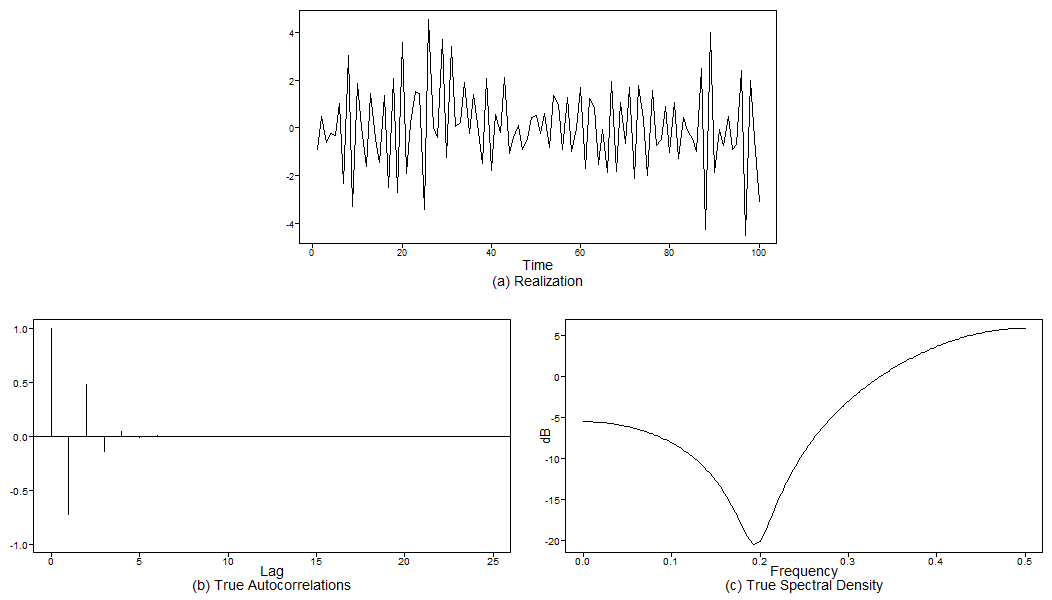 4
2
0
-2
-4
0 20 40 60 80 100
Time
(a) Realization
1.0
0.5
0.0
-0.5
-1.0
0 5 10 15 20 25
Lag
(b) True Autocorrelations
5
0
-5
-10
-15
-20
dB
0.0 0.1 0.2 0.3 0.4 0.5
Frequency
(c) True Spectral Density